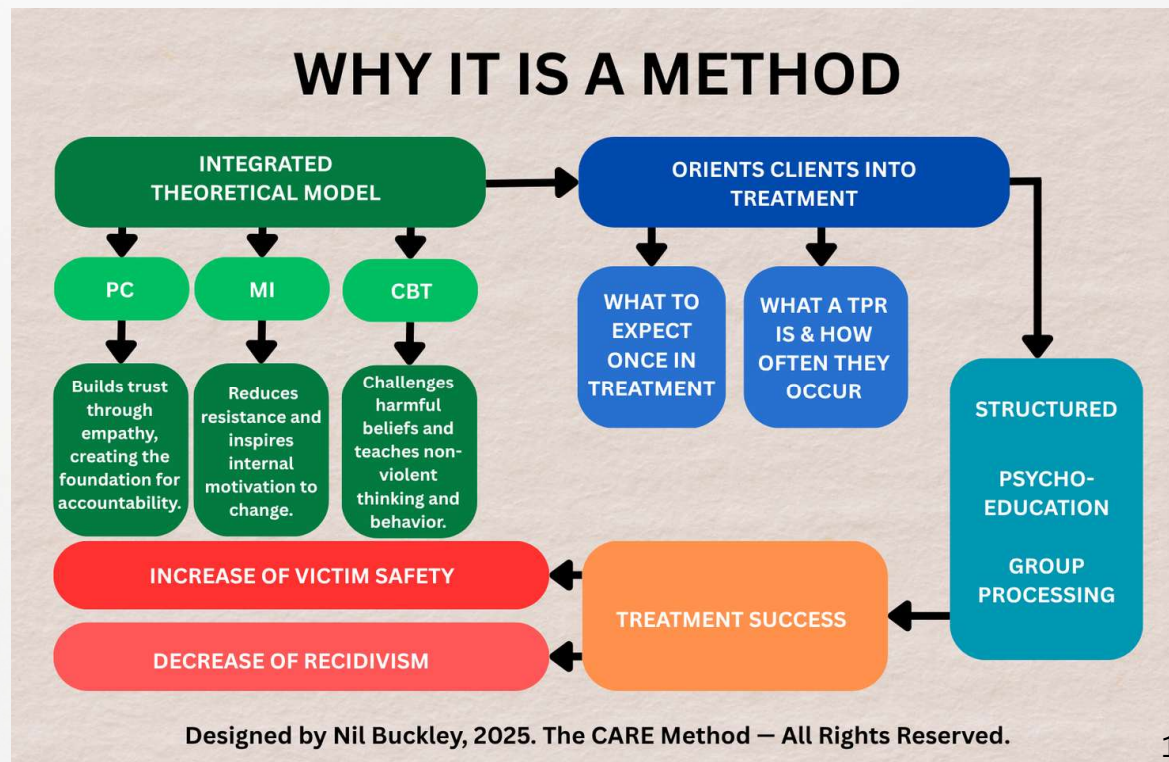 WHY IT IS A METHOD
INTEGRATED
THEORETICAL MODEL
ORIENTS CLIENTS INTO
TREATMENT
PC
MI
CBT
Builds trust
through
empathy,
creating the
foundation for
accountability.
Reduces
resistance and
inspires
internal
motivation to
change.
Challenges
harmful
beliefs and
teaches non-
violent
thinking and
behavior.
WHAT TO
EXPECT
ONCE IN
TREATMENT
WHAT A TPR
IS & HOW
OFTEN THEY
OCCUR
STRUCTURED
PSYCHO-
EDUCATION
GROUP
PROCESSING
TREATMENT SUCCESS
INCREASE OF VICTIM SAFETY
DECREASE OF RECIDIVISM
Designed by Nil Buckley, 2025. The CARE Method — All Rights Reserved.